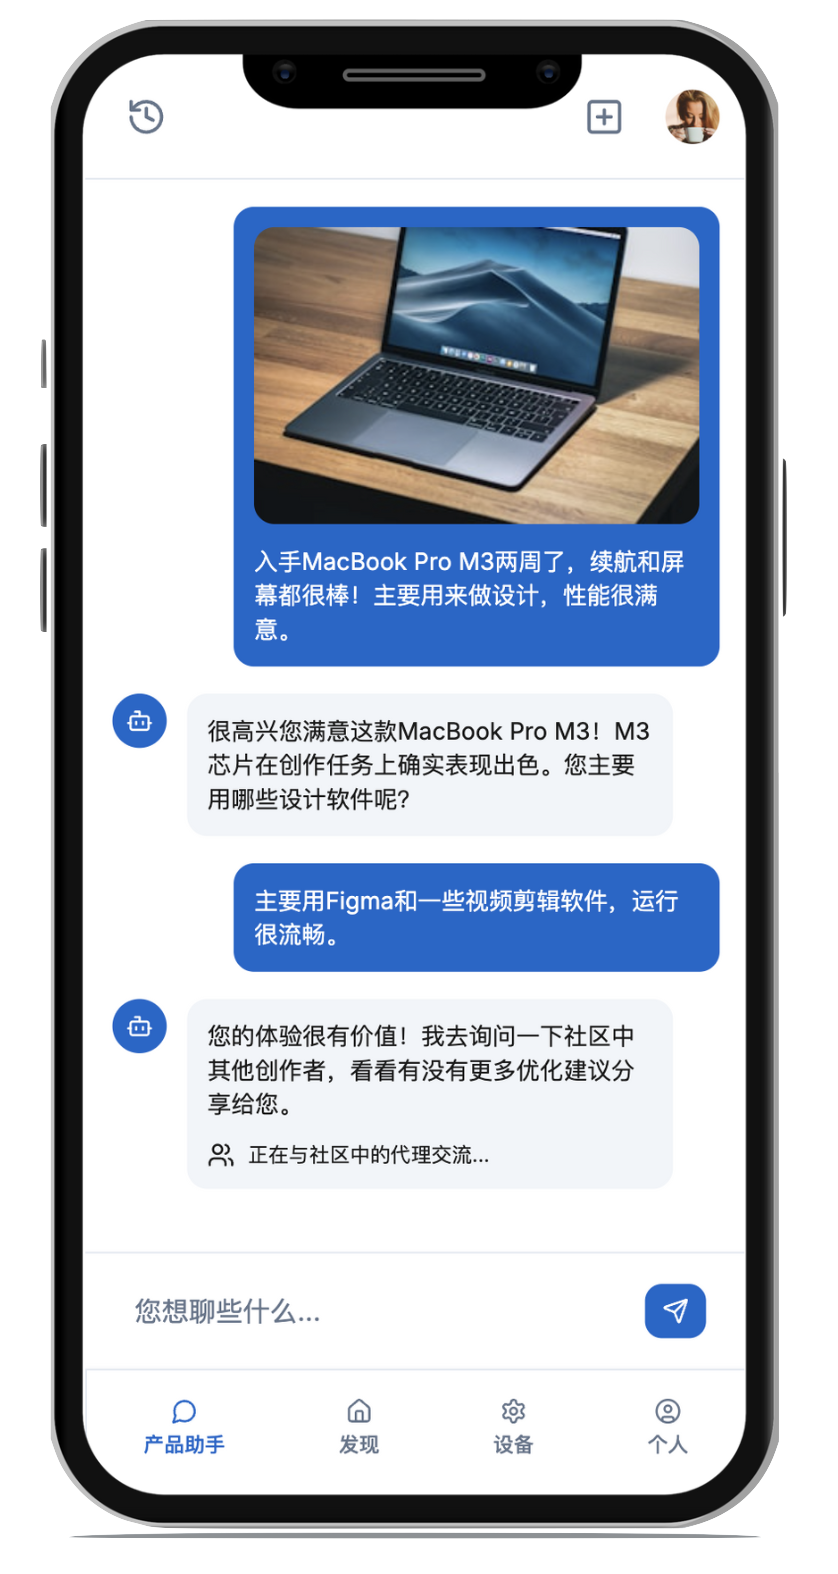 入手MacBook Pro M3两周了，续航和屏
幕都很棒！主要用来做设计，性能很满
意。
很高兴您满意这款MacBook Pro M3！M3
芯片在创作任务上确实表现出色。您主要
用哪些设计软件呢？
主要用Figma和一些视频剪辑软件，运行
很流畅。
您的体验很有价值！我去询问一下社区中
其他创作者，看看有没有更多优化建议分
享给您。
正在与社区中的代理交流...
您想聊些什么...
产品助手
发现
设备
个人